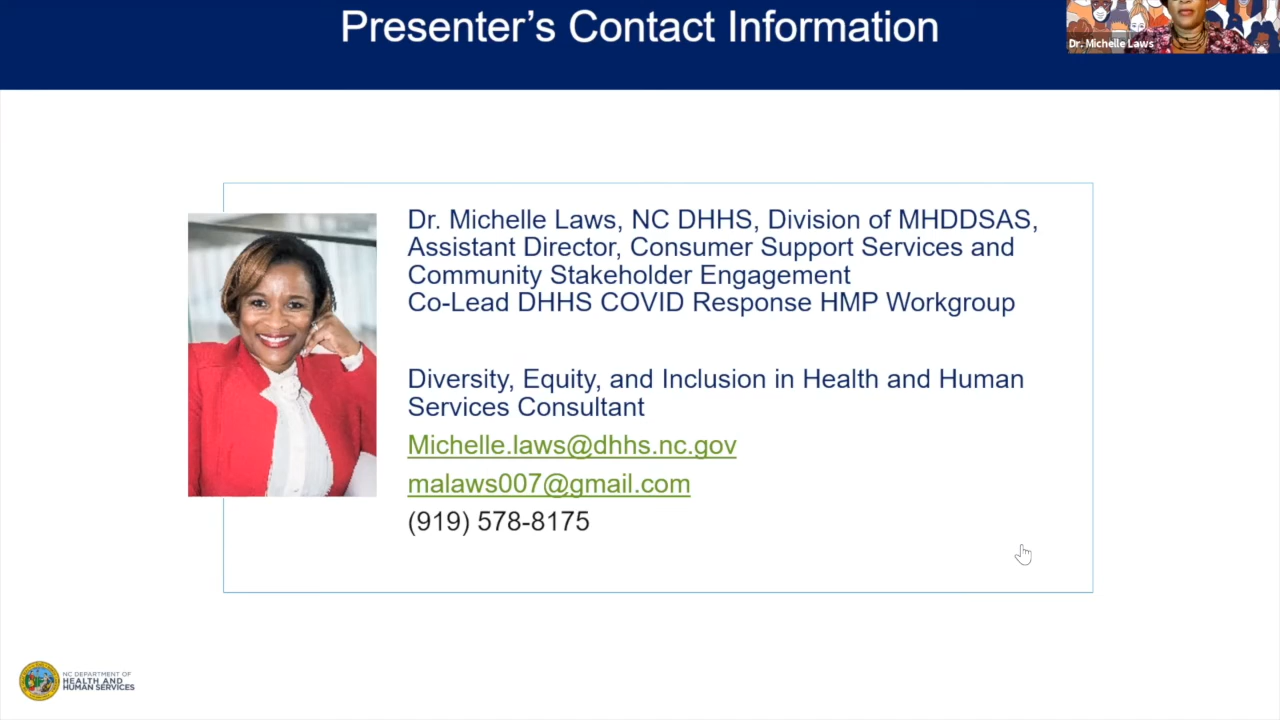 Presenter's Contact Information
Dr. Michelle Laws
Dr. Michelle Laws, NC DHHS, Division of MHDDSAS,
Assistant Director, Consumer Support Services and
Community Stakeholder Engagement
Co-Lead DHHS COVID Response HMP Workgroup
Diversity, Equity, and Inclusion in Health and Human
Services Consultant
Michelle.laws@dhhs.nc.gov
malaws007@gmail.com
(919) 578-8175
NC DEPARTMENT OF
HEALTH AND
HUMAN SERVICES